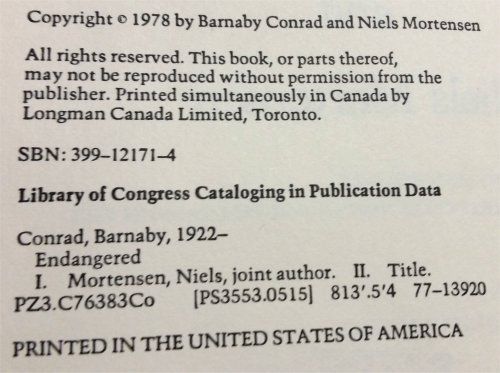 Copyright © 1978 by Barnaby Conrad and Niels Mortensen
All rights reserved. This book, or parts thereof,
may not be reproduced without permission from the
publisher. Printed simultaneously in Canada by
Longman Canada Limited, Toronto.
SBN: 399-12171-4
Library of Congress Cataloging in Publication Data
Conrad, Barnaby, 1922–
Endangered
I. Mortensen, Niels, joint author. II. Title.
PZ3.C76383Co [PS3553.0515] 813'.5'4 77-13920
PRINTED IN THE UNITED STATES OF AMERICA